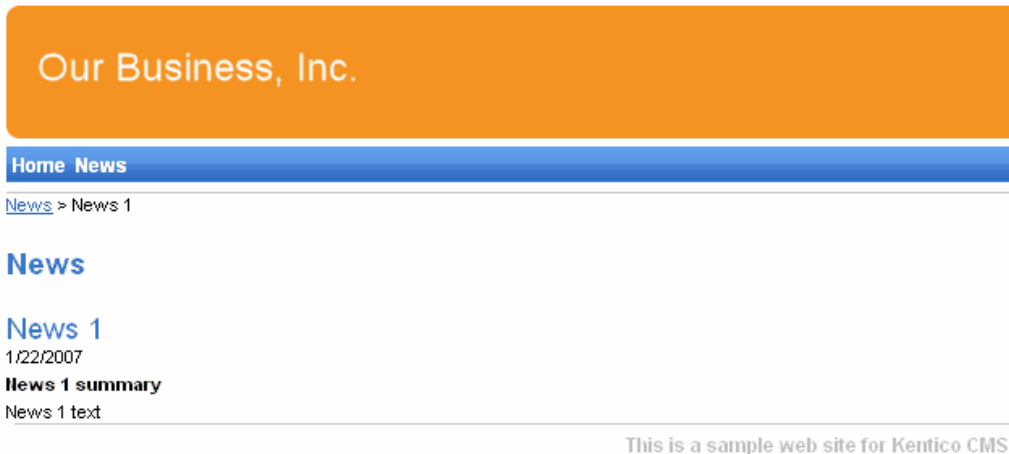 Our Business, Inc.
Home News
News > News 1
News
News 1
1/22/2007
News 1 summary
News 1 text
This is a sample web site for Kentico CMS